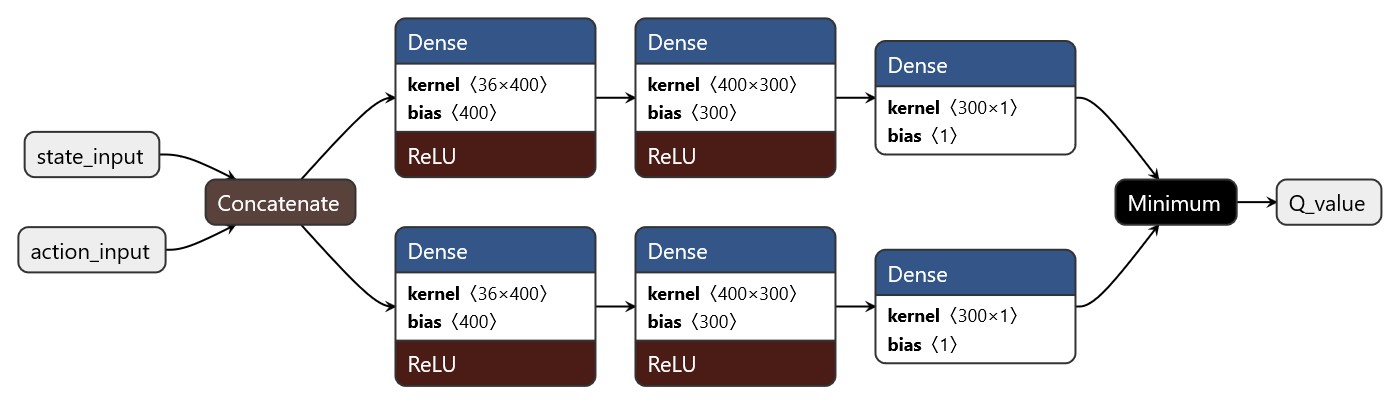 state_input
action_input
Concatenate
Dense
kernel〈36×400〉
bias〈400〉
ReLU
Dense
kernel〈400×300〉
bias〈300〉
ReLU
Dense
kernel〈300×1〉
bias〈1〉
Dense
kernel〈36×400〉
bias〈400〉
ReLU
Dense
kernel〈400×300〉
bias〈300〉
ReLU
Dense
kernel〈300×1〉
bias〈1〉
Minimum
Q_value